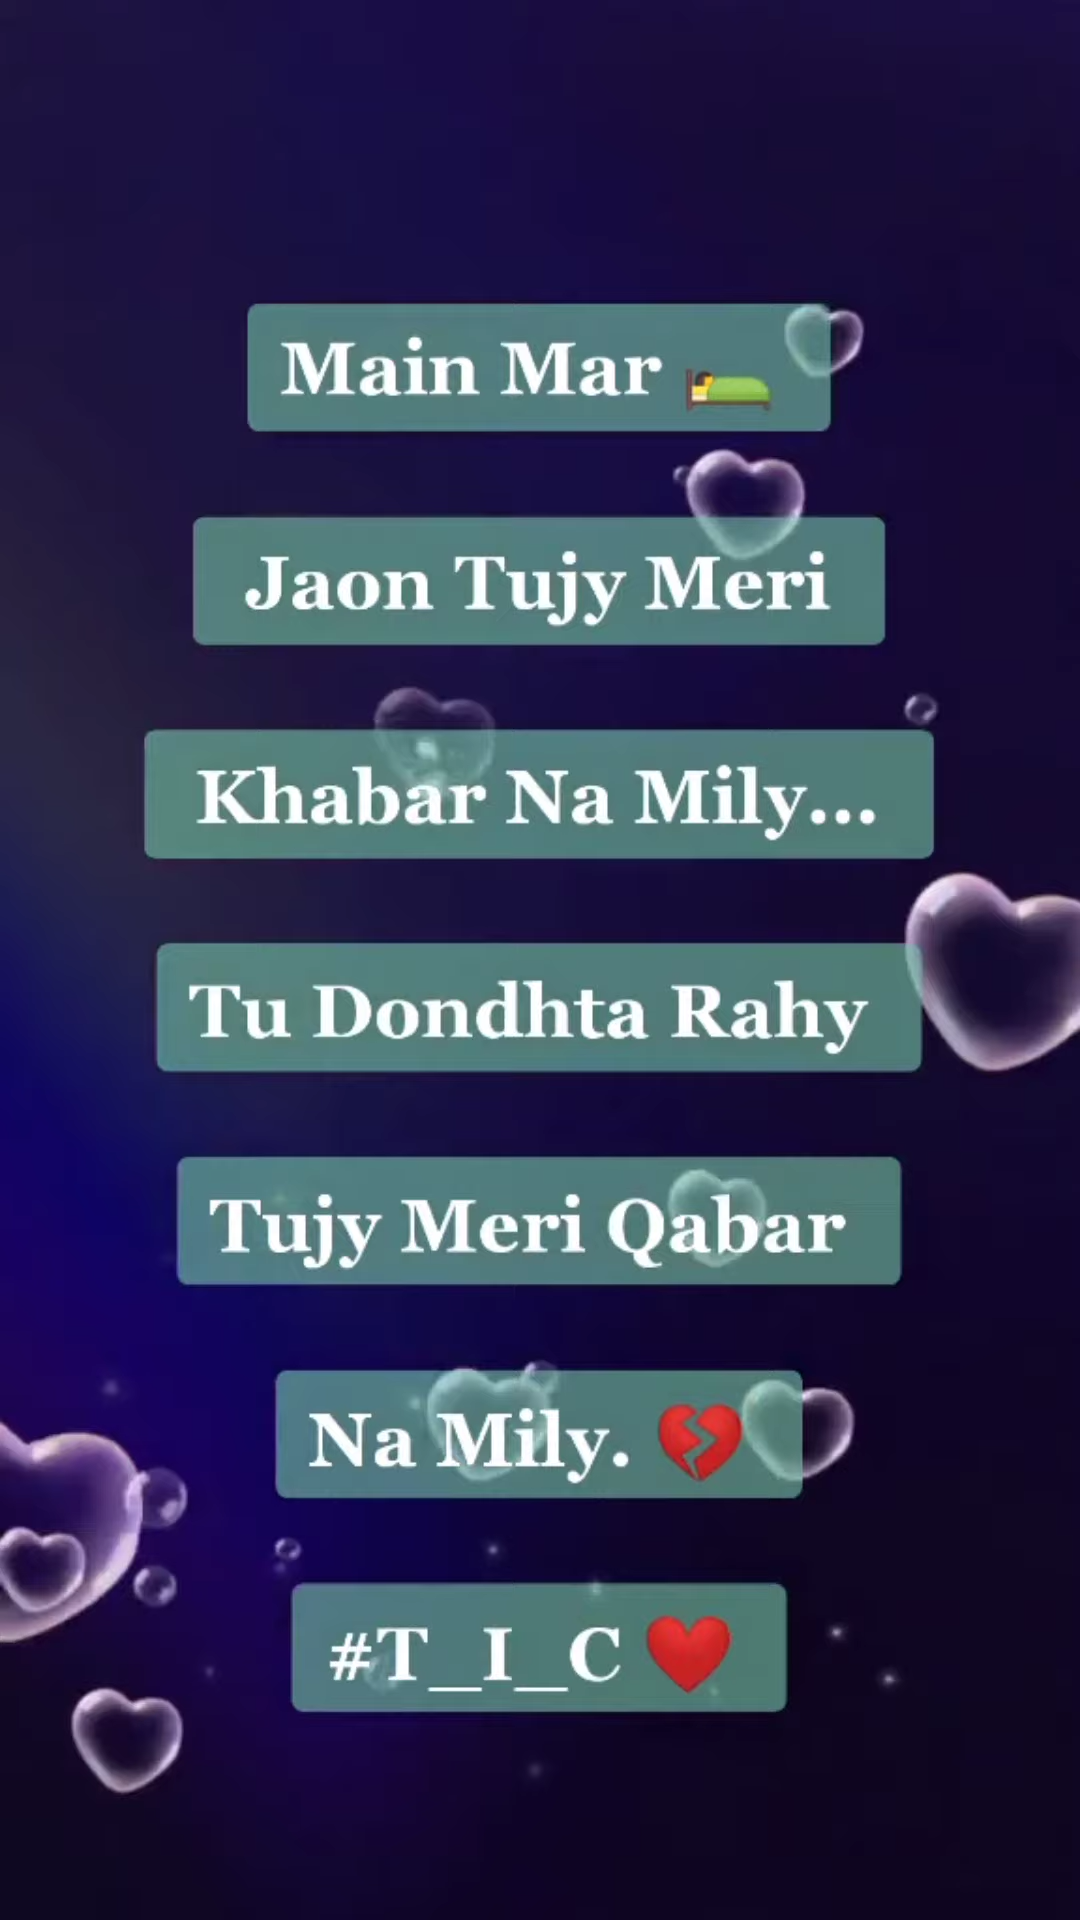 Main Mar 🛌
Jaon Tujy Meri
Khabar Na Mily...
Tu Dondhta Rahy
Tujy Meri Qabar
Na Mily. 💔
#T_I_C ❤️